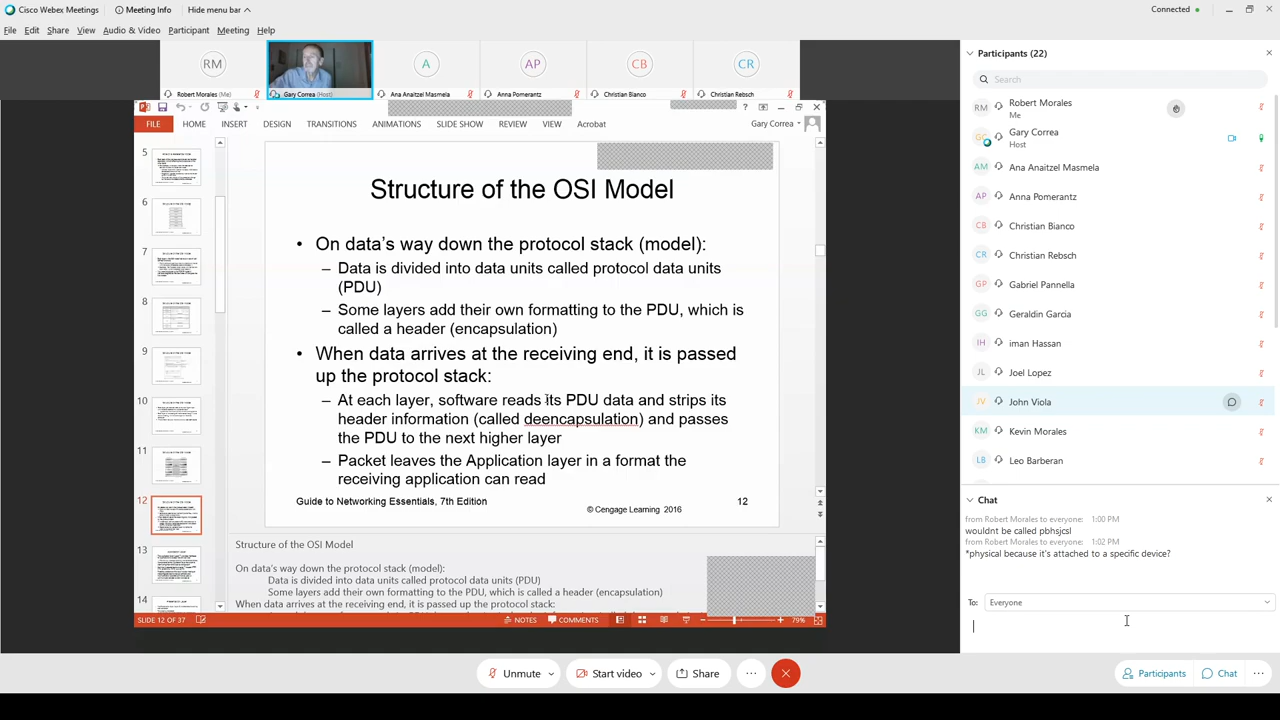 Cisco Webex Meetings
Meeting Info
Hide menu bar
Connected
File Edit Share View Audio & Video Participant Meeting Help
RM
A
AP
CB
CR
Robert Morales (Me)
Gary Correa (Host)
Ana Anaitzel Masmela
Anna Pomerantz
Christian Bianco
Christian Rebsch
FILE HOME INSERT DESIGN TRANSITIONS ANIMATIONS SLIDE SHOW REVIEW VIEW Acrobat
Gary Correa
5
6
7
8
9
10
11
12
13
14
Structure of the OSI Model
• On data's way down the protocol stack (model):
– Data is divided into data units called protocol data units
(PDU)
– Some layers add their own formatting to the PDU, which is
called a header (encapsulation)
• When data arrives at the receiving end, it is passed
up the protocol stack:
– At each layer, software reads its PDU data and strips its
header information (called deencapsulation) and passes
the PDU to the next higher layer
– Packet leaves the Application layer in a format the
receiving application can read
Guide to Networking Essentials, 7th Edition
© Cengage Learning 2016
12
Structure of the OSI Model
On data's way down the protocol stack (model):
Data is divided into data units called protocol data units (PDU)
Some layers add their own formatting to the PDU, which is called a header (encapsulation)
When data arrives at the receiving end, it is passed up the protocol stack:
SLIDE 12 OF 37
NOTES
COMMENTS
79%
Unmute
Start video
Share
Participants (22)
Search
RM Robert Morales
Me
GC Gary Correa
Host
AM Ana Anaitzel Masmela
AP Anna Pomerantz
CB Christian Bianco
CR Christian Rebsch
GP Gabriel Pannella
GG Geraldin Garcia
IH iman Hassan
JL Joel Lopez
JV John Viola
KM Kevin Morales
LB Leo
Chat
from Robert Morales to everyone: 1:00 PM
wouldnt be called pbhsjcsl
from Robert Morales to everyone: 1:02 PM
*physical because its attached to a specific device?
To: Everyone
Participants
Chat